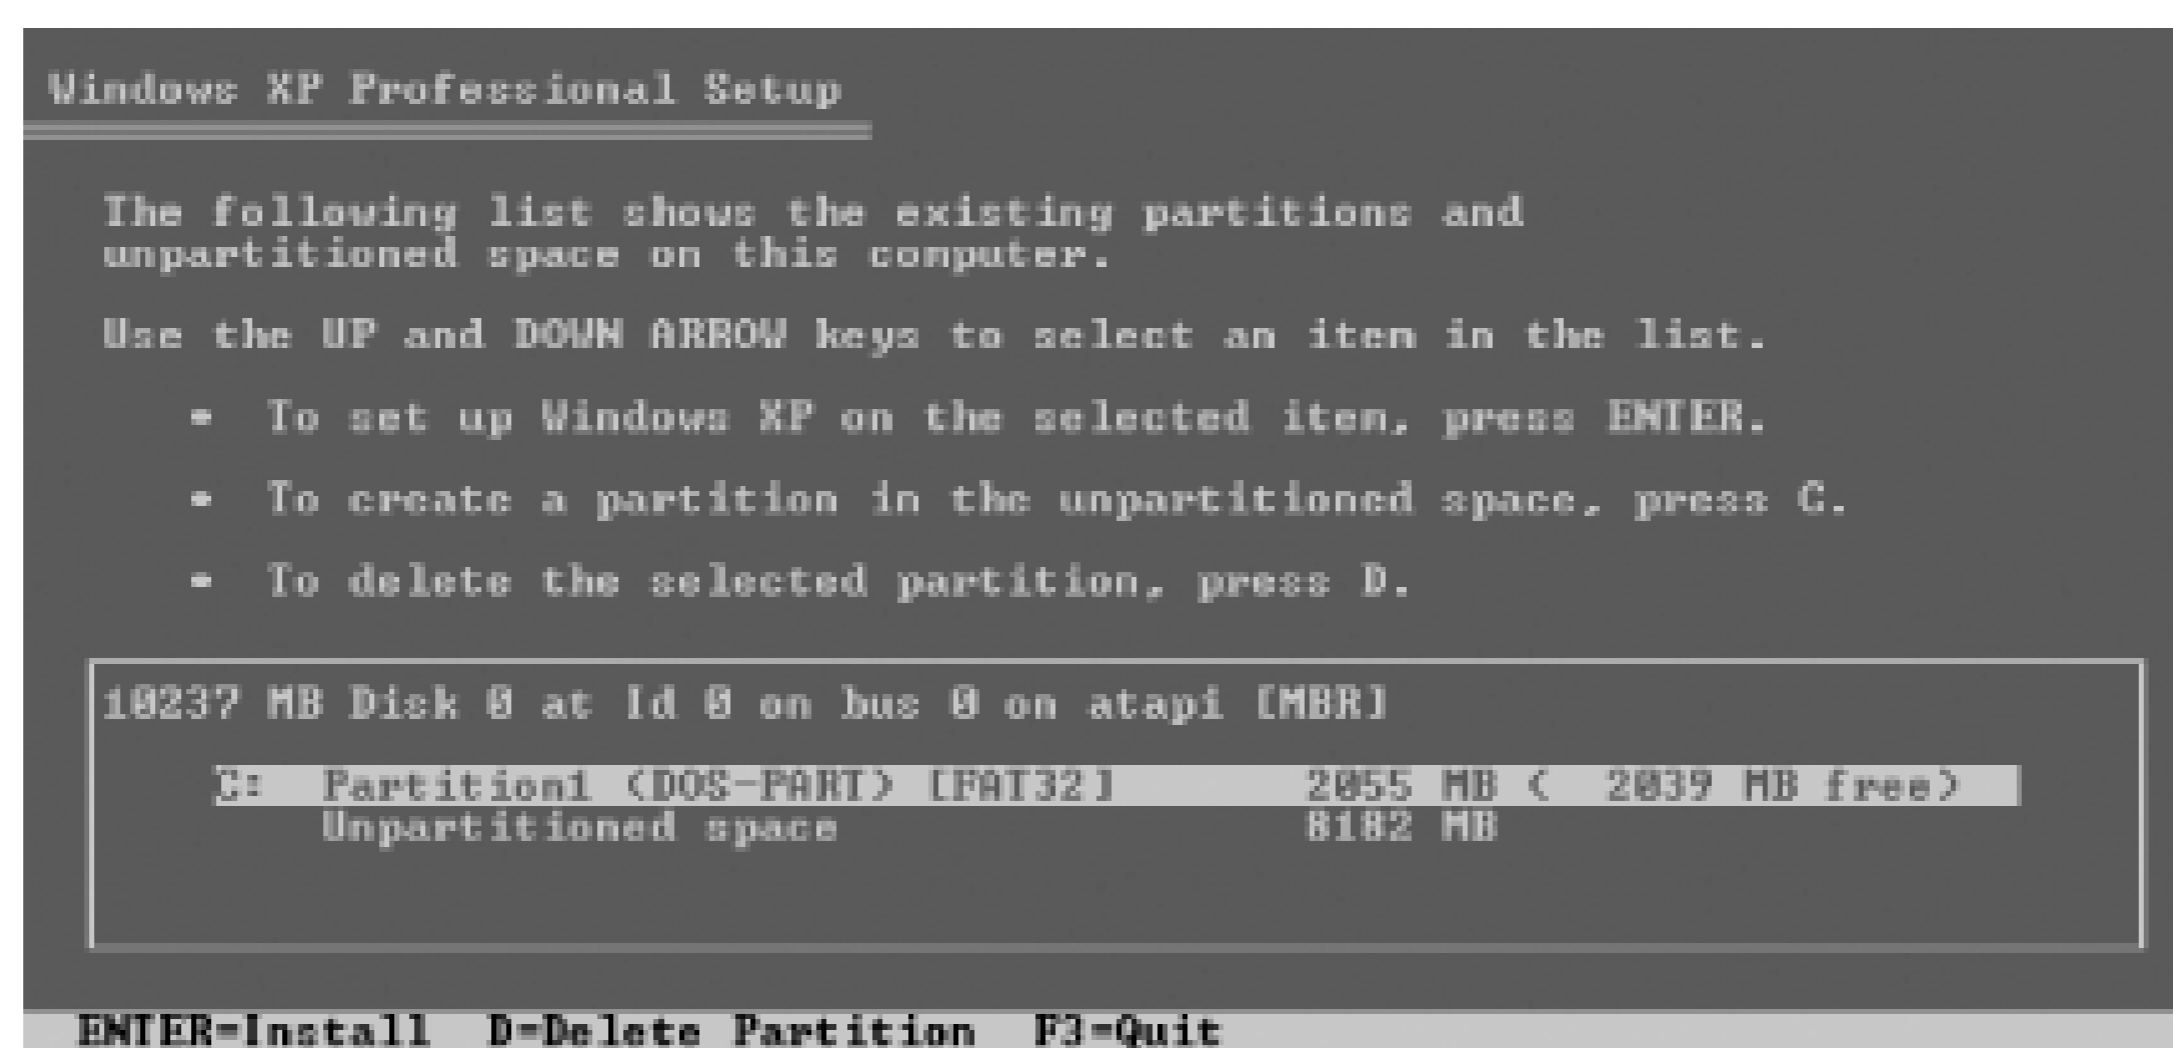 Windows XP Professional Setup
The following list shows the existing partitions and
unpartitioned space on this computer.
Use the UP and DOWN ARROW keys to select an item in the list.
• To set up Windows XP on the selected item, press ENTER.
• To create a partition in the unpartitioned space, press C.
• To delete the selected partition, press D.
10237 MB Disk 0 at Id 0 on bus 0 on atapi [MBR]
C: Partition1 (DOS-PART) [FAT32] 2055 MB ( 2039 MB free)
Unpartitioned space 8182 MB
ENTER=Install D=Delete Partition F3=Quit